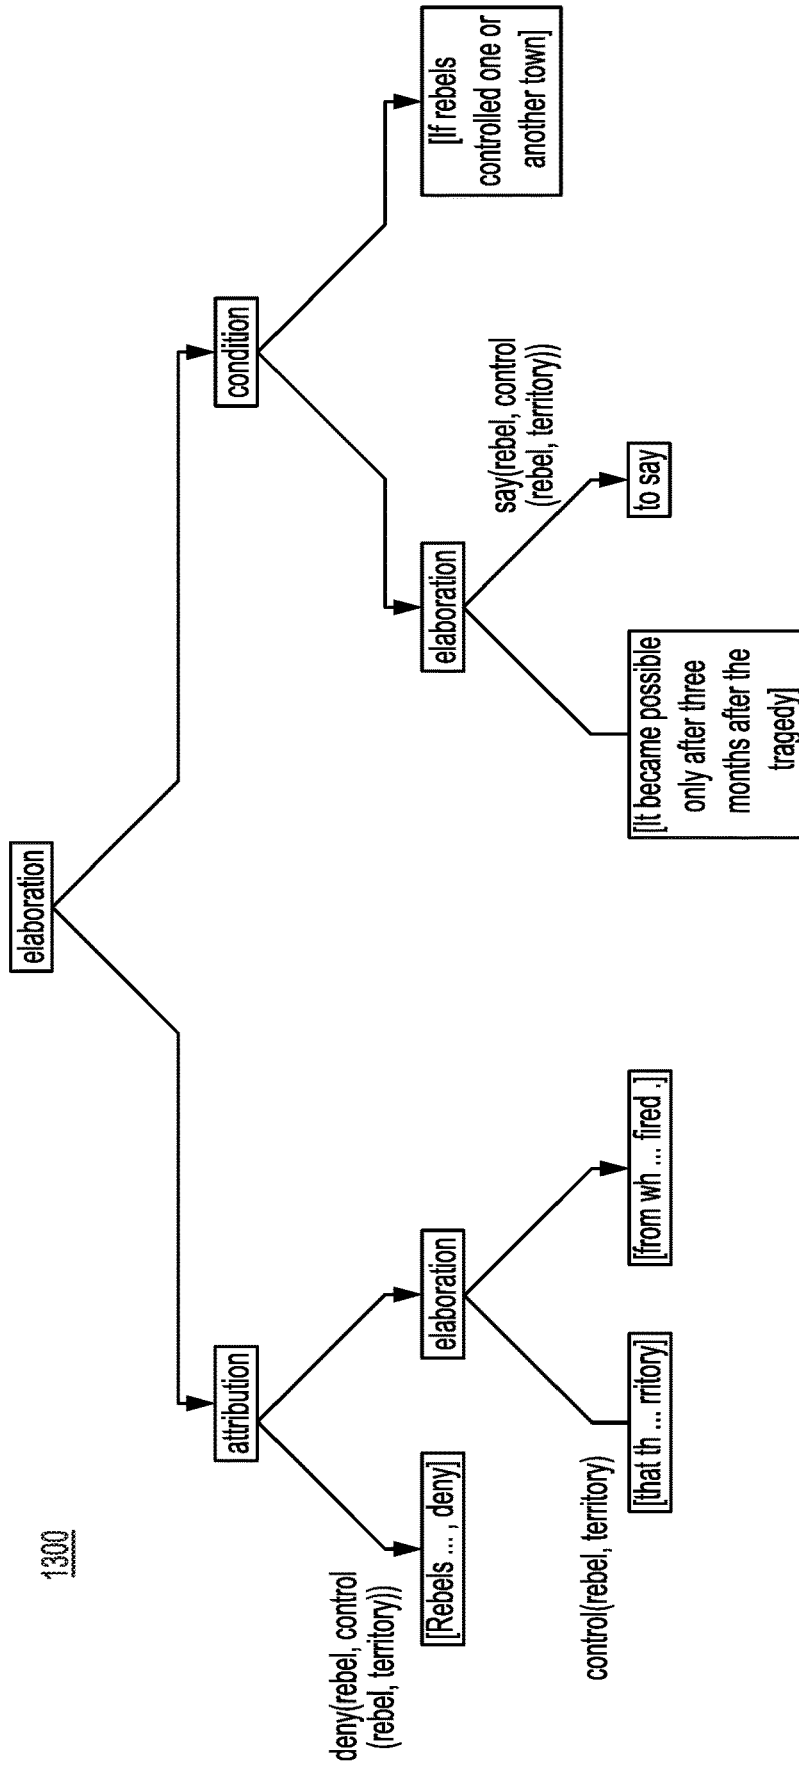 1300
elaboration
attribution
condition
deny(rebel, control
(rebel, territory))
[Rebels ... , deny]
elaboration
elaboration
[If rebels
controlled one or
another town]
control(rebel, territory)
[that th ... rritory]
[from wh ... fired .]
say(rebel, control
(rebel, territory))
[It became possible
only after three
months after the
tragedy]
to say